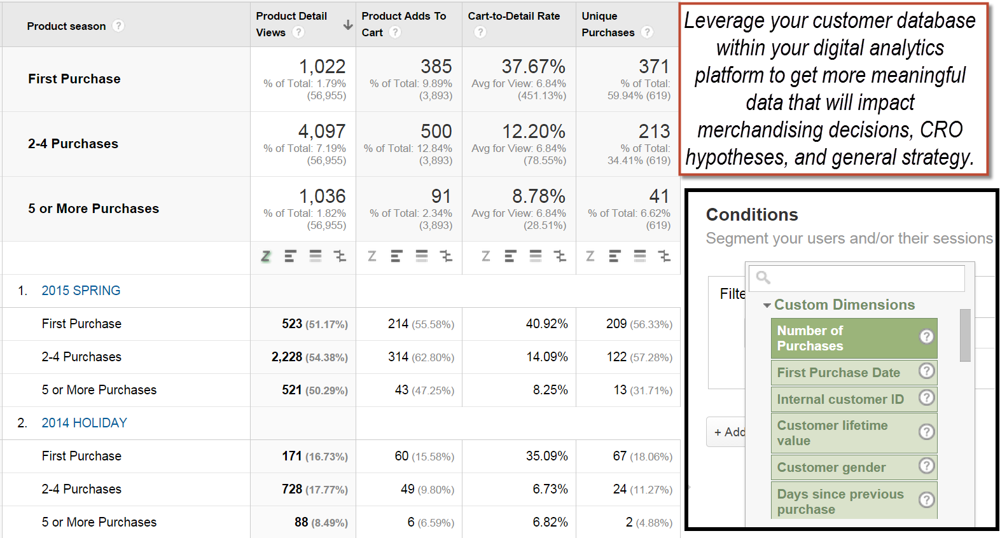 Product season ?
Product Detail Views ?
Product Adds To Cart ?
Cart-to-Detail Rate ?
Unique Purchases ?
First Purchase
1,022
% of Total: 1.79%
(56,955)
385
% of Total: 9.89%
(3,893)
37.67%
Avg for View: 6.84%
(451.13%)
371
% of Total:
59.94% (619)
2-4 Purchases
4,097
% of Total: 7.19%
(56,955)
500
% of Total: 12.84%
(3,893)
12.20%
Avg for View: 6.84%
(78.55%)
213
% of Total:
34.41% (619)
5 or More Purchases
1,036
% of Total: 1.82%
(56,955)
91
% of Total: 2.34%
(3,893)
8.78%
Avg for View: 6.84%
(28.51%)
41
% of Total: 6.62%
(619)
1. 2015 SPRING
First Purchase 523 (51.17%) 214 (55.58%) 40.92% 209 (56.33%)
2-4 Purchases 2,228 (54.38%) 314 (62.80%) 14.09% 122 (57.28%)
5 or More Purchases 521 (50.29%) 43 (47.25%) 8.25% 13 (31.71%)
2. 2014 HOLIDAY
First Purchase 171 (16.73%) 60 (15.58%) 35.09% 67 (18.06%)
2-4 Purchases 728 (17.77%) 49 (9.80%) 6.73% 24 (11.27%)
5 or More Purchases 88 (8.49%) 6 (6.59%) 6.82% 2 (4.88%)
Leverage your customer database
within your digital analytics
platform to get more meaningful
data that will impact
merchandising decisions, CRO
hypotheses, and general strategy.
Conditions
Segment your users and/or their sessions
Filte
+ Add
Custom Dimensions
Number of
Purchases ?
First Purchase Date ?
Internal customer ID ?
Customer lifetime
value ?
Customer gender ?
Days since previous
purchase ?